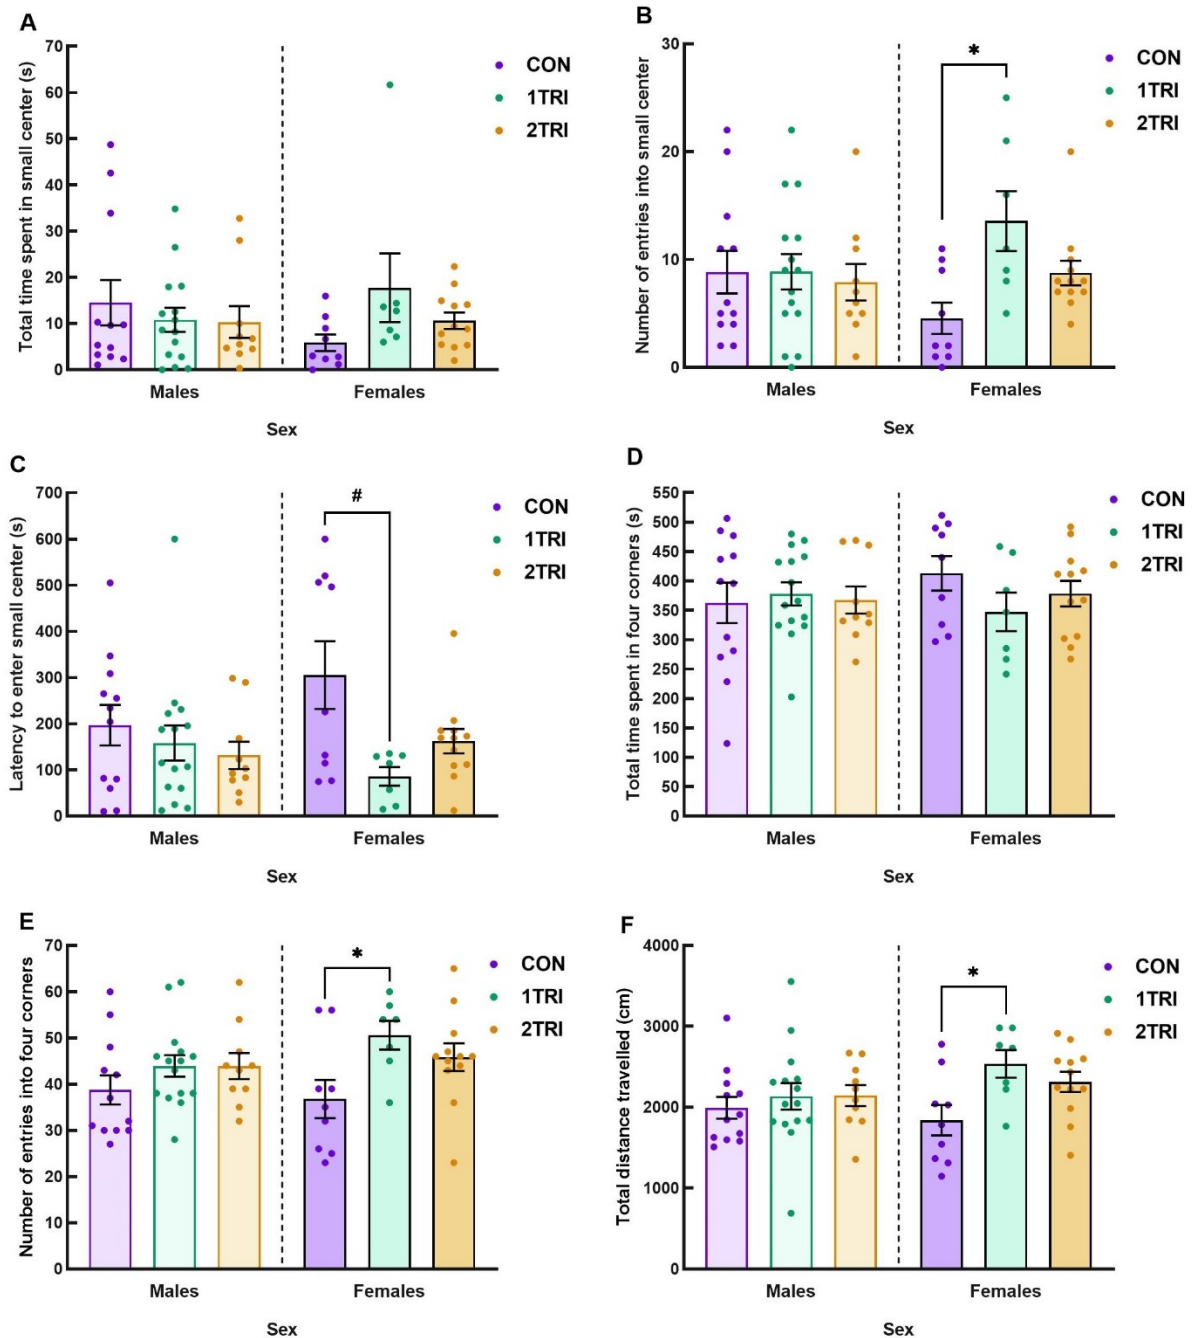 A
Total time spent in small center (s)
70
60
50
40
30
20
10
0
Males
Females
Sex
CON
1TRI
2TRI
B
Number of entries into small center
30
20
10
0
*
Males
Females
Sex
CON
1TRI
2TRI
C
Latency to enter small center (s)
700
600
500
400
300
200
100
0
#
Males
Females
Sex
CON
1TRI
2TRI
D
Total time spent in four corners (s)
550
500
450
400
350
300
250
200
150
100
50
0
Males
Females
Sex
CON
1TRI
2TRI
E
Number of entries into four corners
70
60
50
40
30
20
10
0
*
Males
Females
Sex
CON
1TRI
2TRI
F
Total distance travelled (cm)
4000
3000
2000
1000
0
*
Males
Females
Sex
CON
1TRI
2TRI